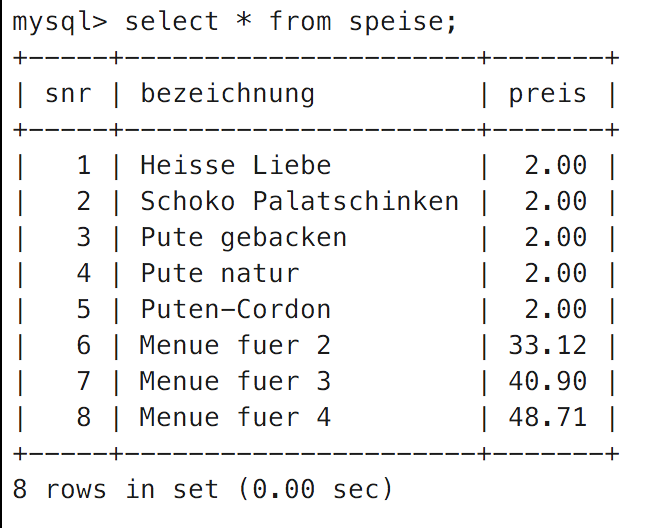 mysql> select * from speise;
+-----+----------------------+-------+
| snr | bezeichnung          | preis |
+-----+----------------------+-------+
|   1 | Heisse Liebe         |  2.00 |
|   2 | Schoko Palatschinken |  2.00 |
|   3 | Pute gebacken        |  2.00 |
|   4 | Pute natur           |  2.00 |
|   5 | Puten-Cordon         |  2.00 |
|   6 | Menue fuer 2         | 33.12 |
|   7 | Menue fuer 3         | 40.90 |
|   8 | Menue fuer 4         | 48.71 |
+-----+----------------------+-------+
8 rows in set (0.00 sec)